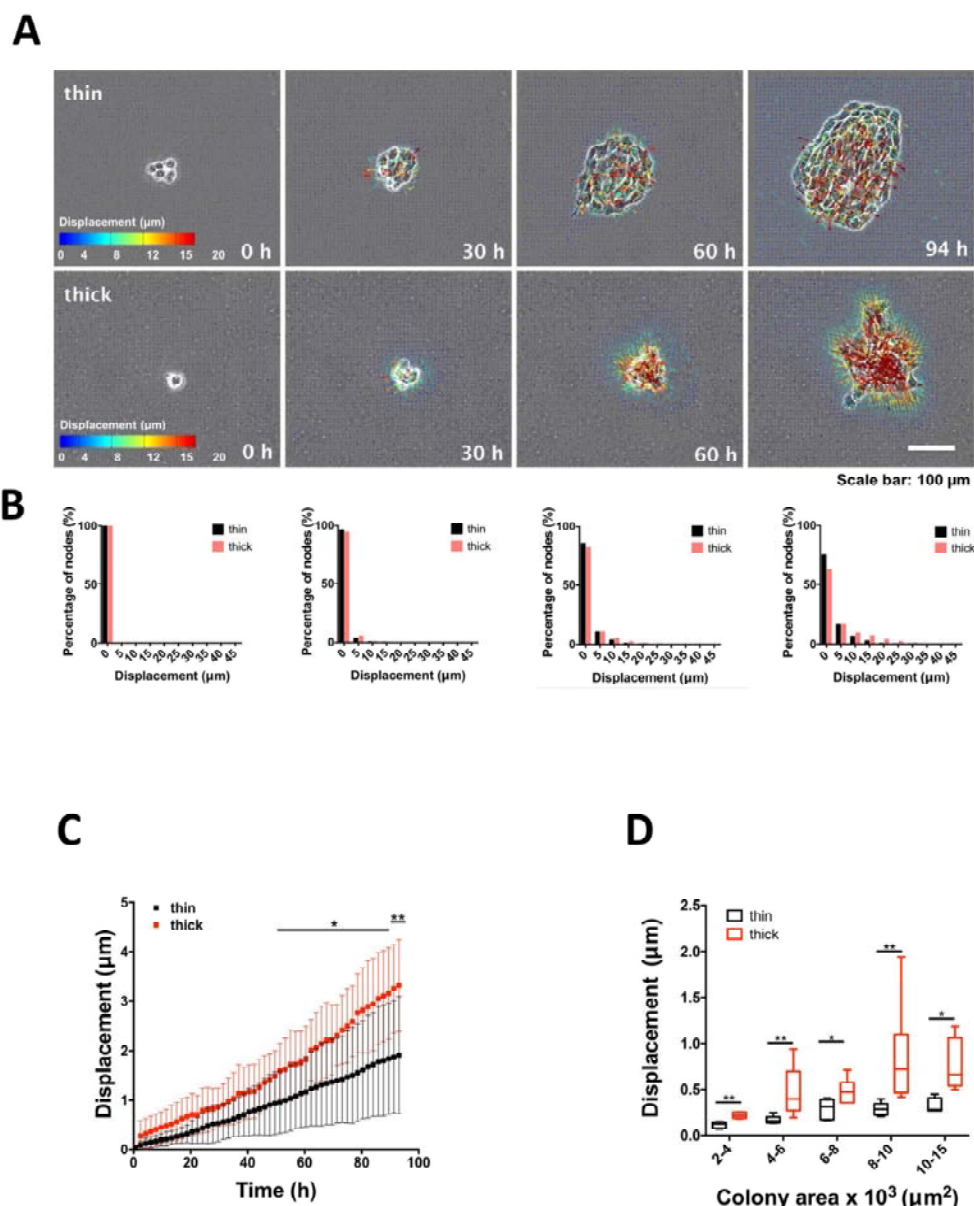 A
thin
Displacement (µm)
0 4 8 12 15 20
0 h
30 h
60 h
94 h
thick
Displacement (µm)
0 4 8 12 15 20
0 h
30 h
60 h
Scale bar: 100 µm
B
Percentage of nodes (%)
100
50
0
thin
thick
0 5 10 15 20 25 30 35 40 45
Displacement (µm)
Percentage of nodes (%)
100
50
0
thin
thick
0 5 10 15 20 25 30 35 40 45
Displacement (µm)
Percentage of nodes (%)
100
50
0
thin
thick
0 5 10 15 20 25 30 35 40 45
Displacement (µm)
Percentage of nodes (%)
100
50
0
thin
thick
0 5 10 15 20 25 30 35 40 45
Displacement (µm)
C
Displacement (µm)
5
4
3
2
1
0
thin
thick
*
**
0 20 40 60 80 100
Time (h)
D
Displacement (µm)
2.5
2.0
1.5
1.0
0.5
0.0
thin
thick
**
**
*
**
*
2-4 4-6 6-8 8-10 10-15
Colony area x 10³ (µm²)